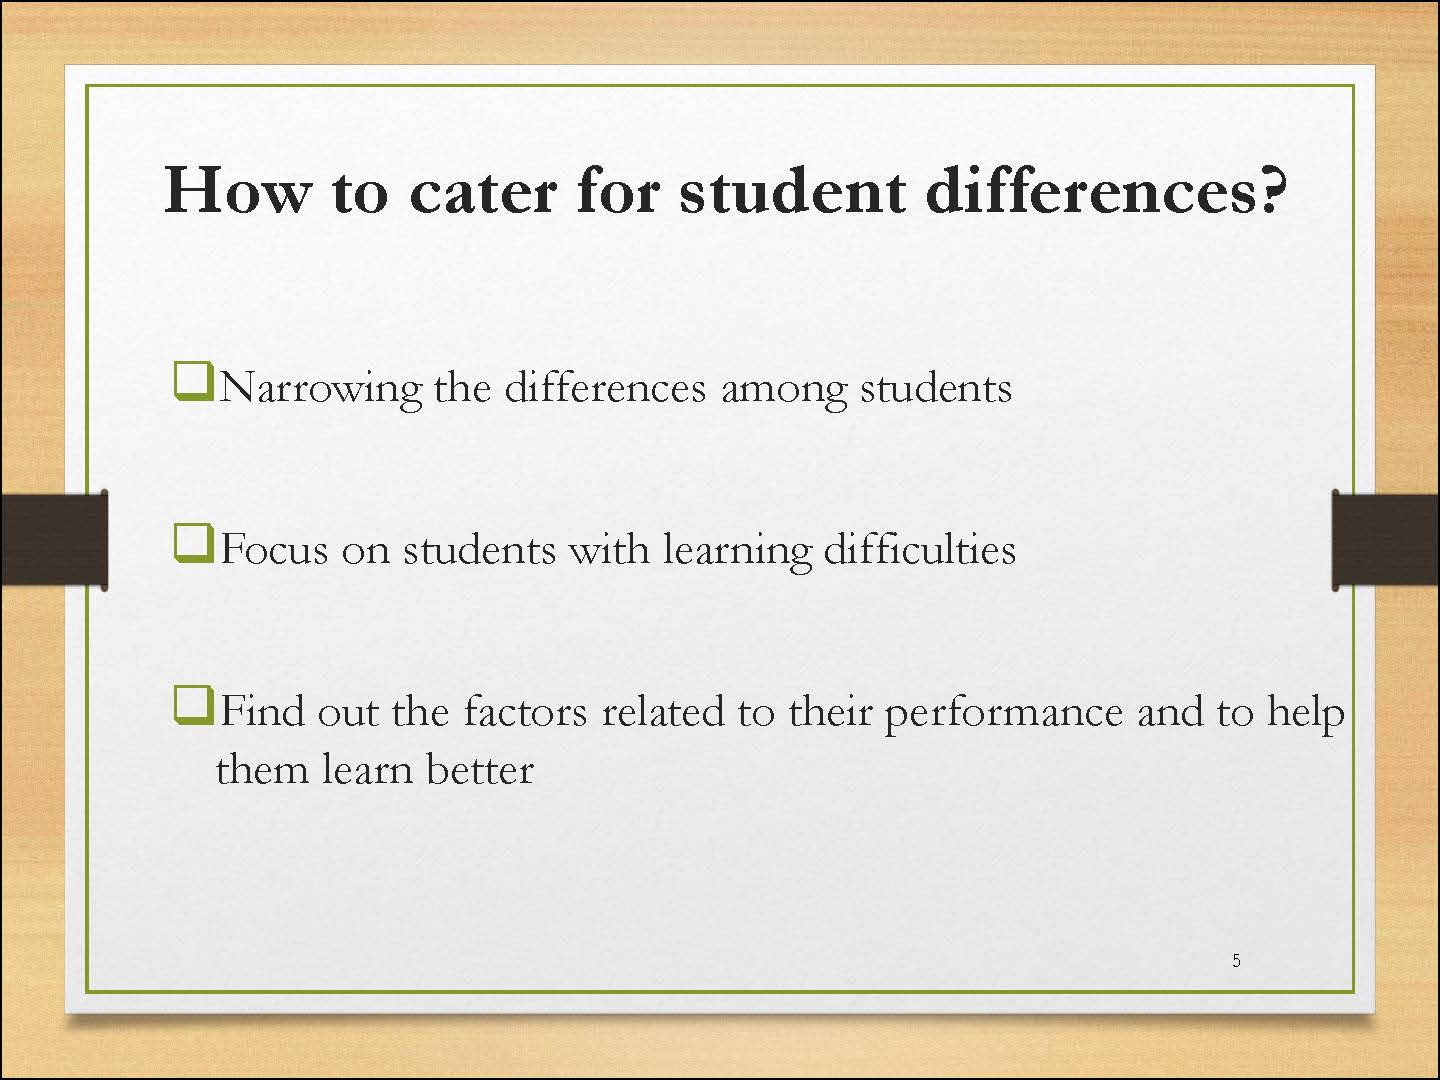 How to cater for student differences?
Narrowing the differences among students
Focus on students with learning difficulties
Find out the factors related to their performance and to help
them learn better
5